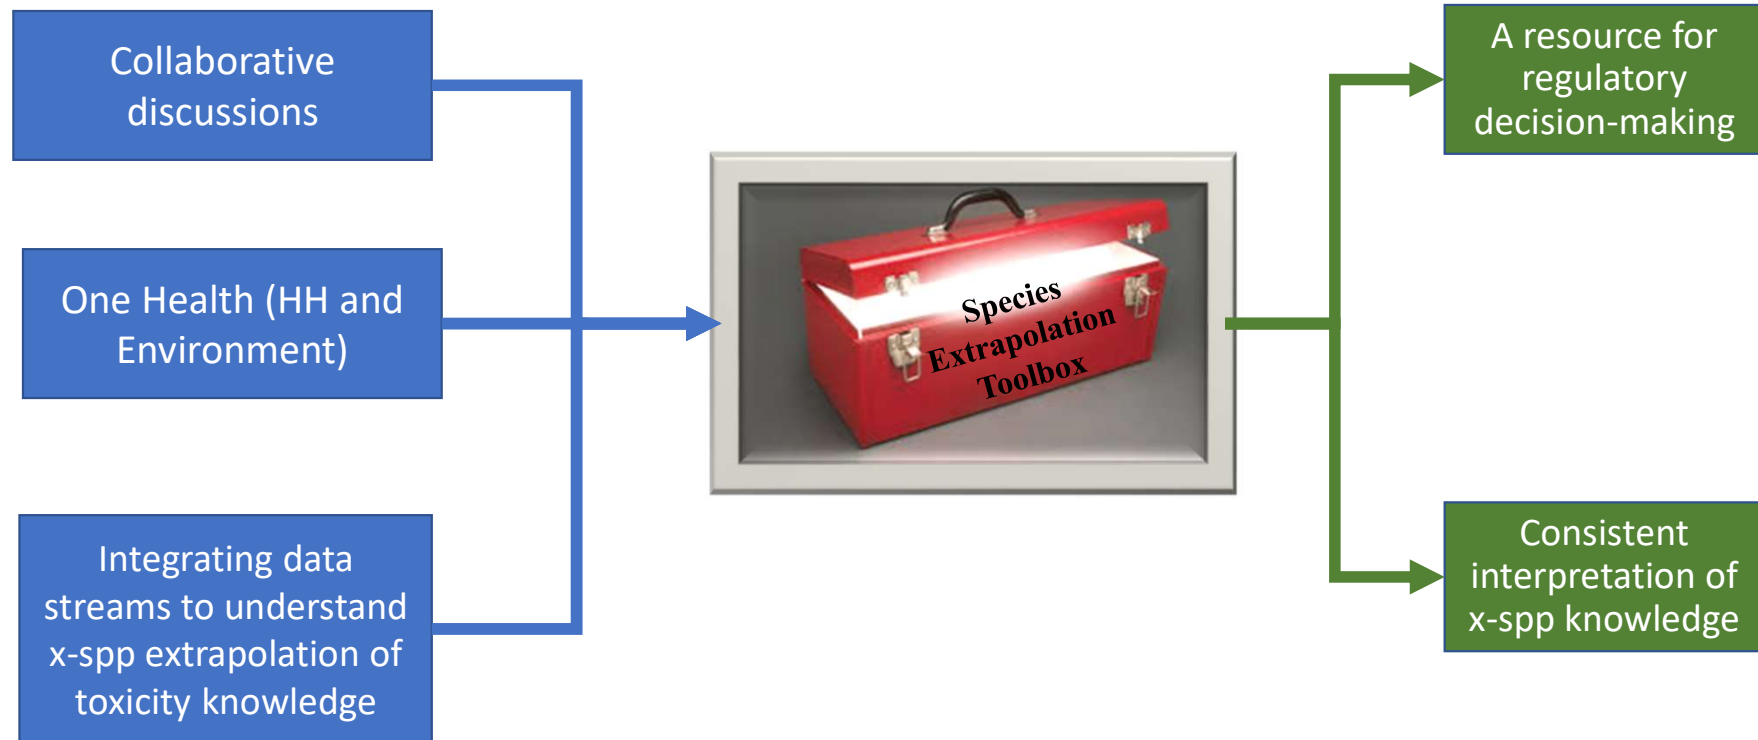 Collaborative
discussions
One Health (HH and
Environment)
Integrating data
streams to understand
x-spp extrapolation of
toxicity knowledge
Species
Extrapolation
Toolbox
A resource for
regulatory
decision-making
Consistent
interpretation of
x-spp knowledge